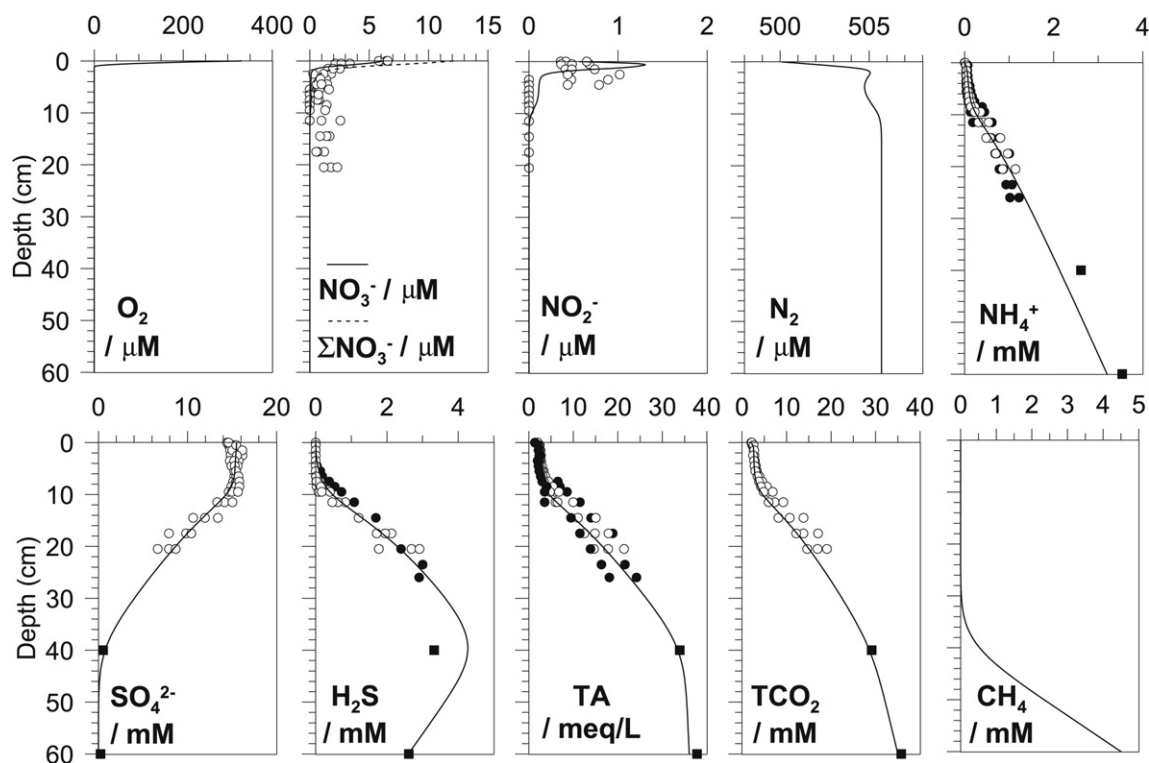 0 200 400
0 5 10 15
0 1 2
500 505
0 2 4
Depth (cm)
0
10
20
30
40
50
60
O₂
/ μM
NO₃⁻ / μM
ΣNO₃⁻ / μM
NO₂⁻
/ μM
N₂
/ μM
NH₄⁺
/ mM
0 10 20
0 2 4
0 10 20 30 40
0 10 20 30 40
0 1 2 3 4 5
Depth (cm)
0
10
20
30
40
50
60
SO₄²⁻
/ mM
H₂S
/ mM
TA
/ meq/L
TCO₂
/ mM
CH₄
/ mM